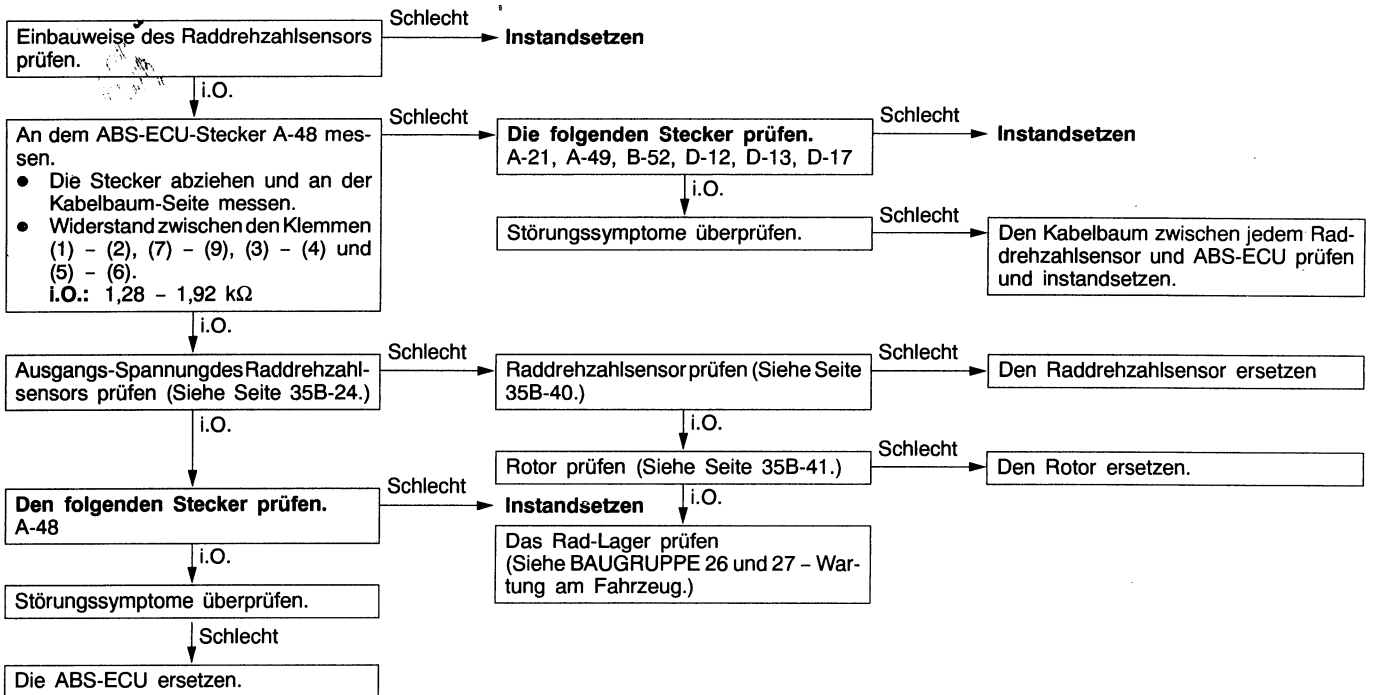 Einbauweise des Raddrehzahlsensors
prüfen.
Schlecht
Instandsetzen
i.O.
An dem ABS-ECU-Stecker A-48 mes-
sen.
● Die Stecker abziehen und an der
Kabelbaum-Seite messen.
● Widerstand zwischen den Klemmen
(1) – (2), (7) – (9), (3) – (4) und
(5) – (6).
i.O.: 1,28 – 1,92 kΩ
Schlecht
Die folgenden Stecker prüfen.
A-21, A-49, B-52, D-12, D-13, D-17
Schlecht
Instandsetzen
i.O.
Störungssymptome überprüfen.
Schlecht
Den Kabelbaum zwischen jedem Rad-
drehzahlsensor und ABS-ECU prüfen
und instandsetzen.
i.O.
Ausgangs-Spannung des Raddrehzahl-
sensors prüfen (Siehe Seite 35B-24.)
Schlecht
Raddrehzahlsensor prüfen (Siehe Seite
35B-40.)
Schlecht
Den Raddrehzahlsensor ersetzen
i.O.
Rotor prüfen (Siehe Seite 35B-41.)
Schlecht
Den Rotor ersetzen.
i.O.
Das Rad-Lager prüfen
(Siehe BAUGRUPPE 26 und 27 – War-
tung am Fahrzeug.)
i.O.
Den folgenden Stecker prüfen.
A-48
Schlecht
Instandsetzen
i.O.
Störungssymptome überprüfen.
Schlecht
Die ABS-ECU ersetzen.